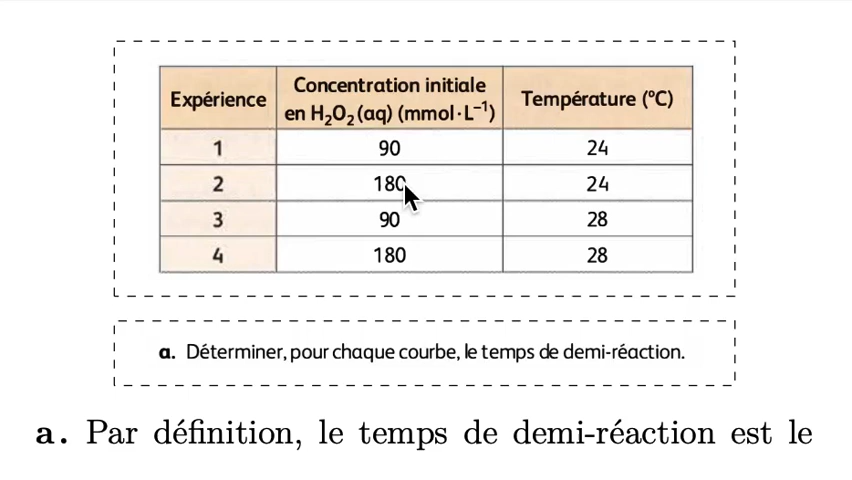 Expérience Concentration initiale en H₂O₂(aq) (mmol·L⁻¹) Température (°C)
1 90 24
2 180 24
3 90 28
4 180 28
a. Déterminer, pour chaque courbe, le temps de demi-réaction.
a. Par définition, le temps de demi-réaction est le